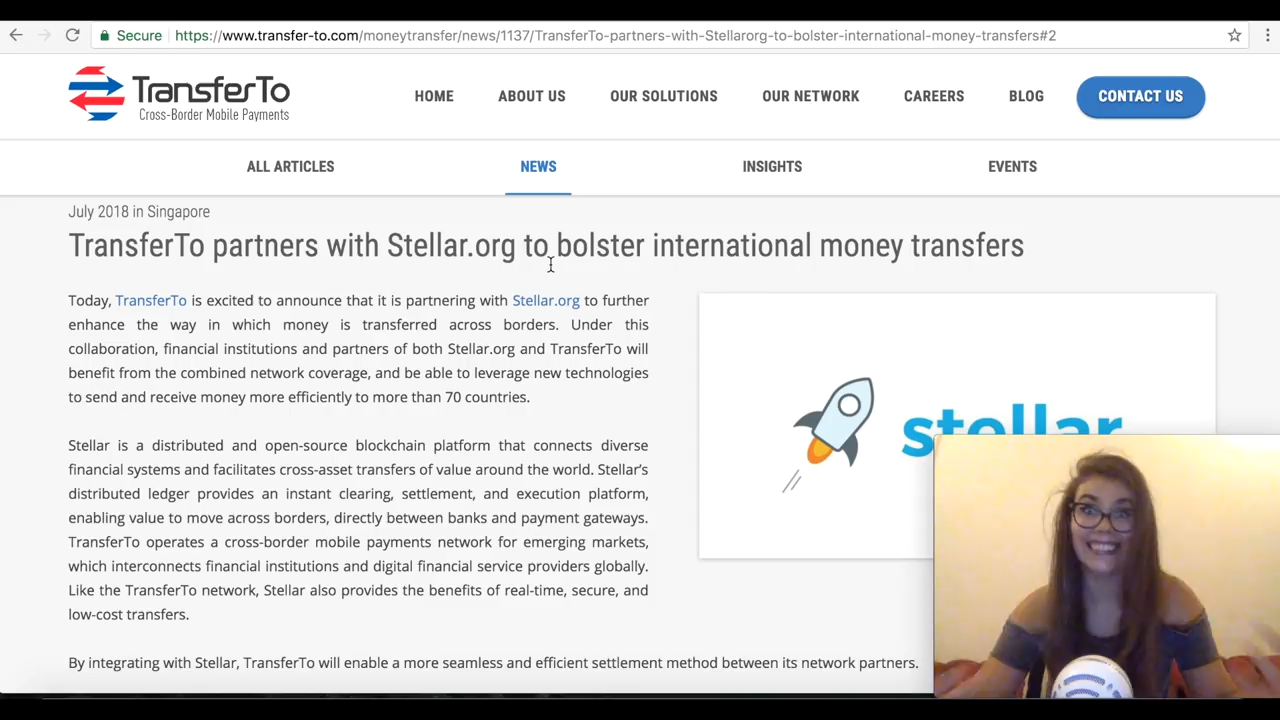 Secure https://www.transfer-to.com/moneytransfer/news/1137/TransferTo-partners-with-Stellarorg-to-bolster-international-money-transfers#2
TransferTo
Cross-Border Mobile Payments
HOME ABOUT US OUR SOLUTIONS OUR NETWORK CAREERS BLOG CONTACT US
ALL ARTICLES NEWS INSIGHTS EVENTS
July 2018 in Singapore
TransferTo partners with Stellar.org to bolster international money transfers
Today, TransferTo is excited to announce that it is partnering with Stellar.org to further
enhance the way in which money is transferred across borders. Under this
collaboration, financial institutions and partners of both Stellar.org and TransferTo will
benefit from the combined network coverage, and be able to leverage new technologies
to send and receive money more efficiently to more than 70 countries.
Stellar is a distributed and open-source blockchain platform that connects diverse
financial systems and facilitates cross-asset transfers of value around the world. Stellar's
distributed ledger provides an instant clearing, settlement, and execution platform,
enabling value to move across borders, directly between banks and payment gateways.
TransferTo operates a cross-border mobile payments network for emerging markets,
which interconnects financial institutions and digital financial service providers globally.
Like the TransferTo network, Stellar also provides the benefits of real-time, secure, and
low-cost transfers.
By integrating with Stellar, TransferTo will enable a more seamless and efficient settlement method between its network partners.
stellar